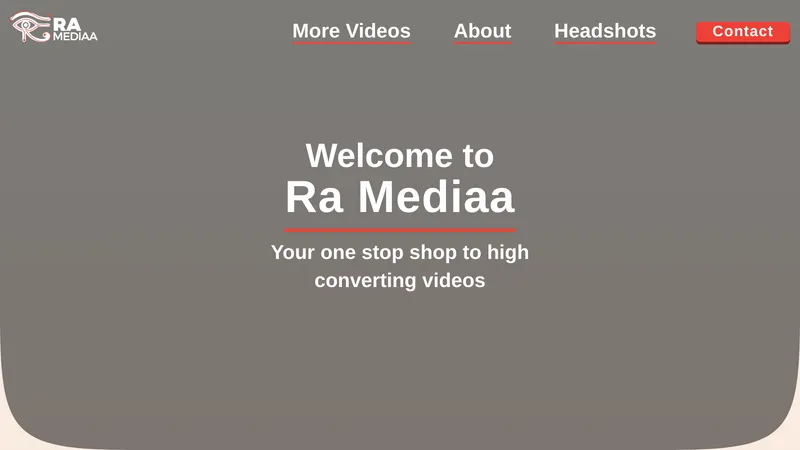 RA
MEDIAA
More Videos
About
Headshots
Contact
Welcome to
Ra Mediaa
Your one stop shop to high
converting videos